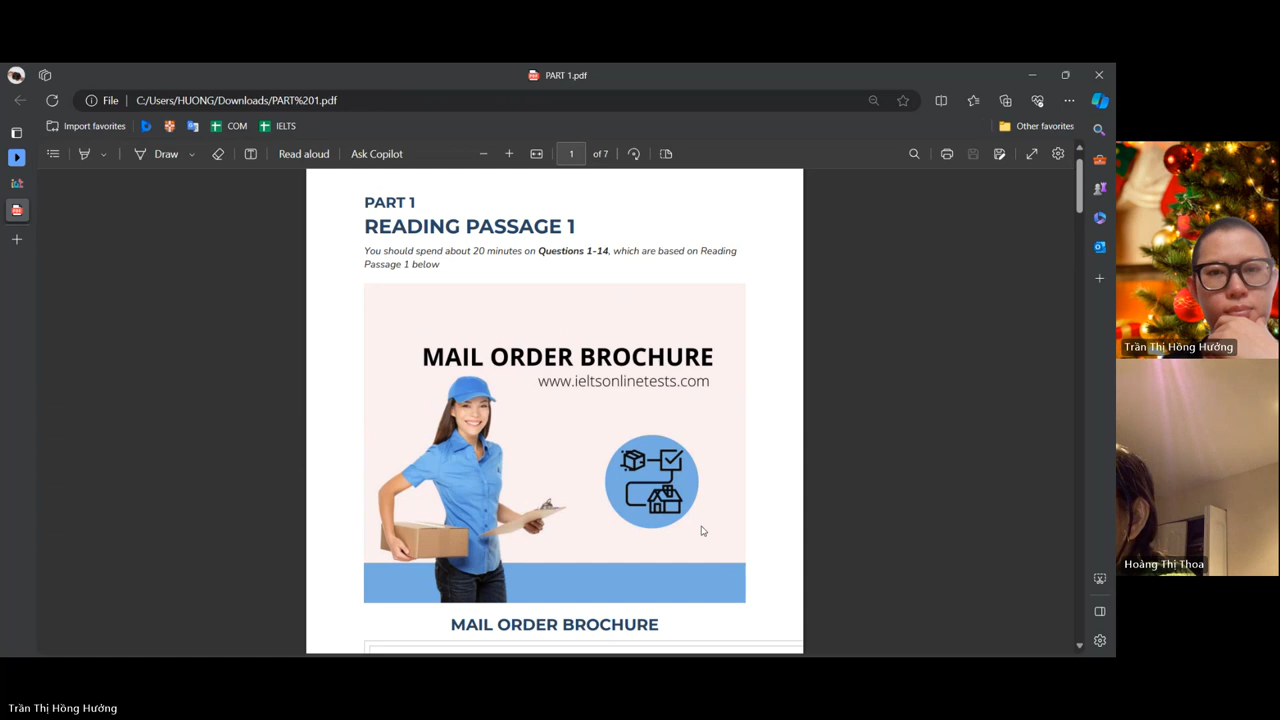 PART 1.pdf
File
C:/Users/HUONG/Downloads/PART%201.pdf
Import favorites
COM
IELTS
Other favorites
Draw
Read aloud
Ask Copilot
1
of 7
PART 1
READING PASSAGE 1
You should spend about 20 minutes on Questions 1-14, which are based on Reading
Passage 1 below
MAIL ORDER BROCHURE
www.ieltsonlinetests.com
MAIL ORDER BROCHURE
Trần Thị Hồng Hưởng
Hoàng Thị Thoa
Trần Thị Hồng Hưởng